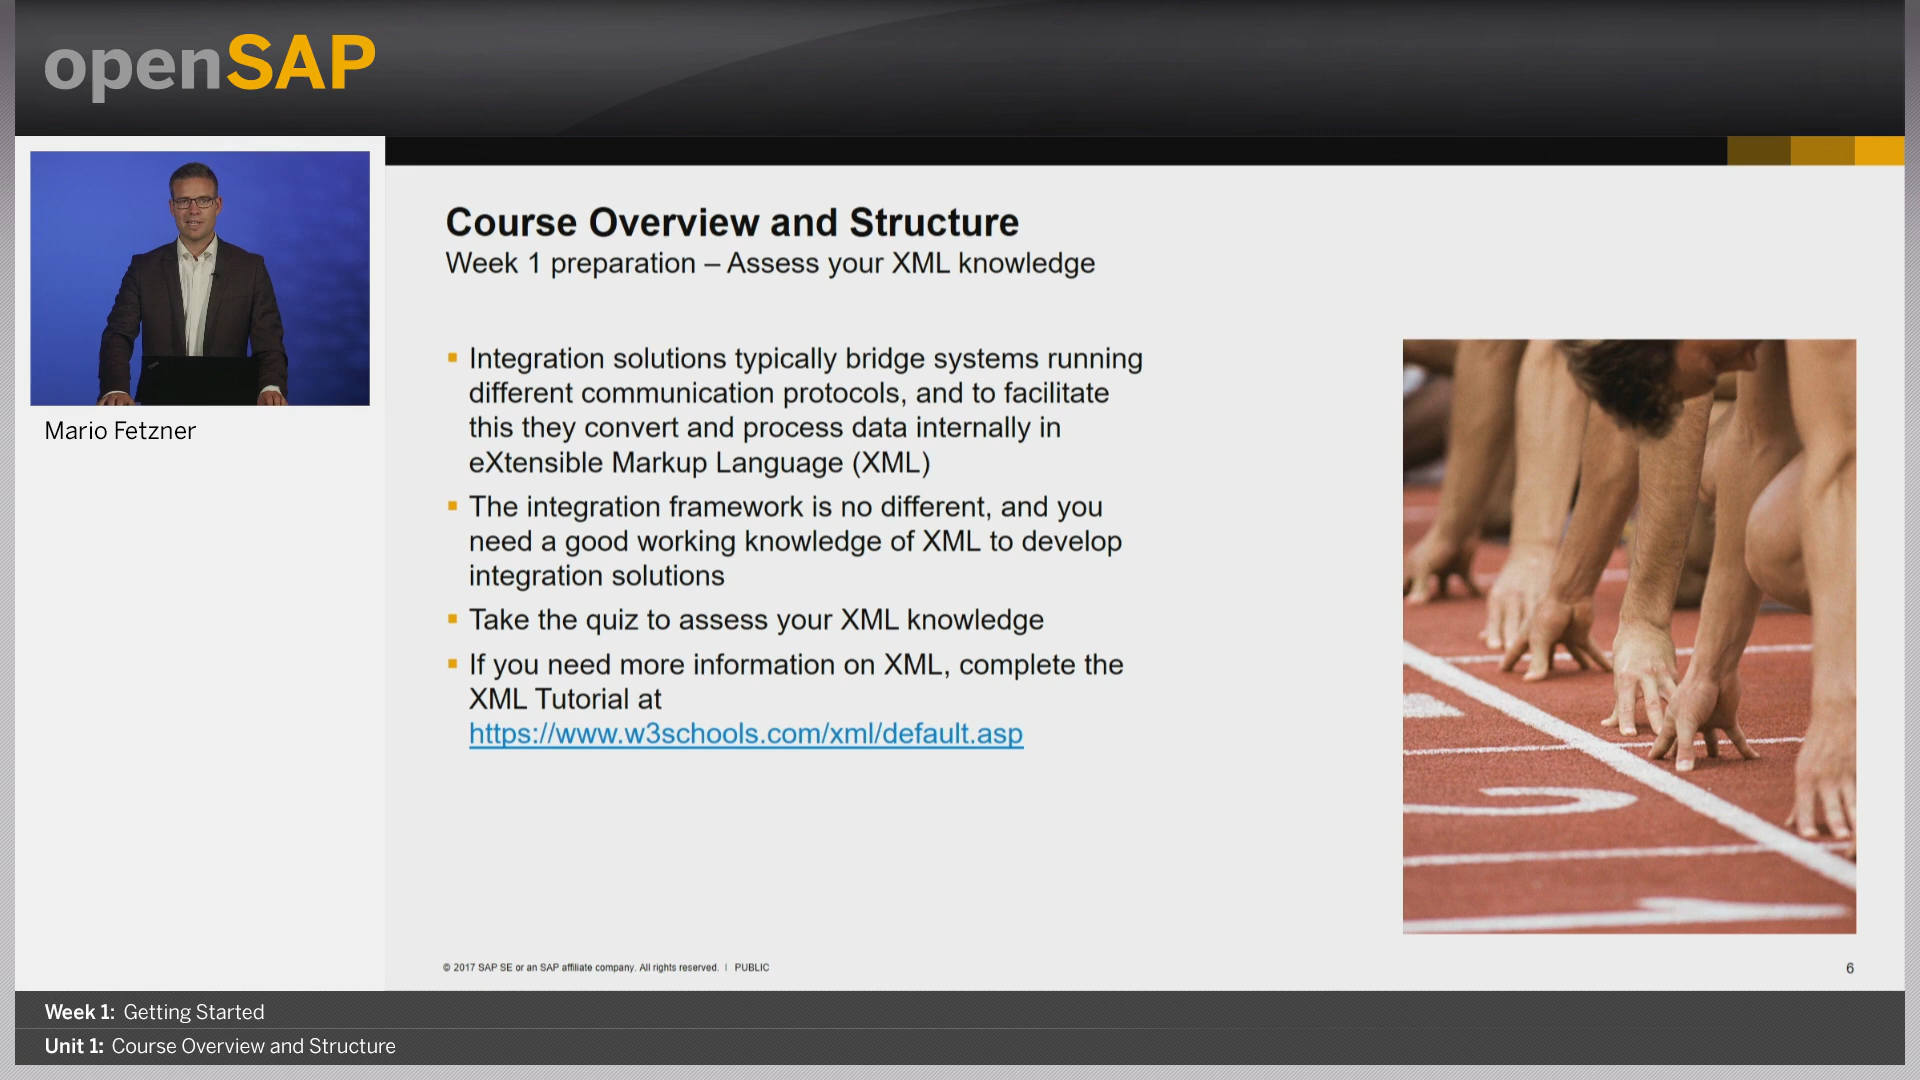 openSAP
Mario Fetzner
Course Overview and Structure
Week 1 preparation – Assess your XML knowledge
Integration solutions typically bridge systems running
different communication protocols, and to facilitate
this they convert and process data internally in
eXtensible Markup Language (XML)
The integration framework is no different, and you
need a good working knowledge of XML to develop
integration solutions
Take the quiz to assess your XML knowledge
If you need more information on XML, complete the
XML Tutorial at
https://www.w3schools.com/xml/default.asp
© 2017 SAP SE or an SAP affiliate company. All rights reserved. | PUBLIC
6
Week 1: Getting Started
Unit 1: Course Overview and Structure